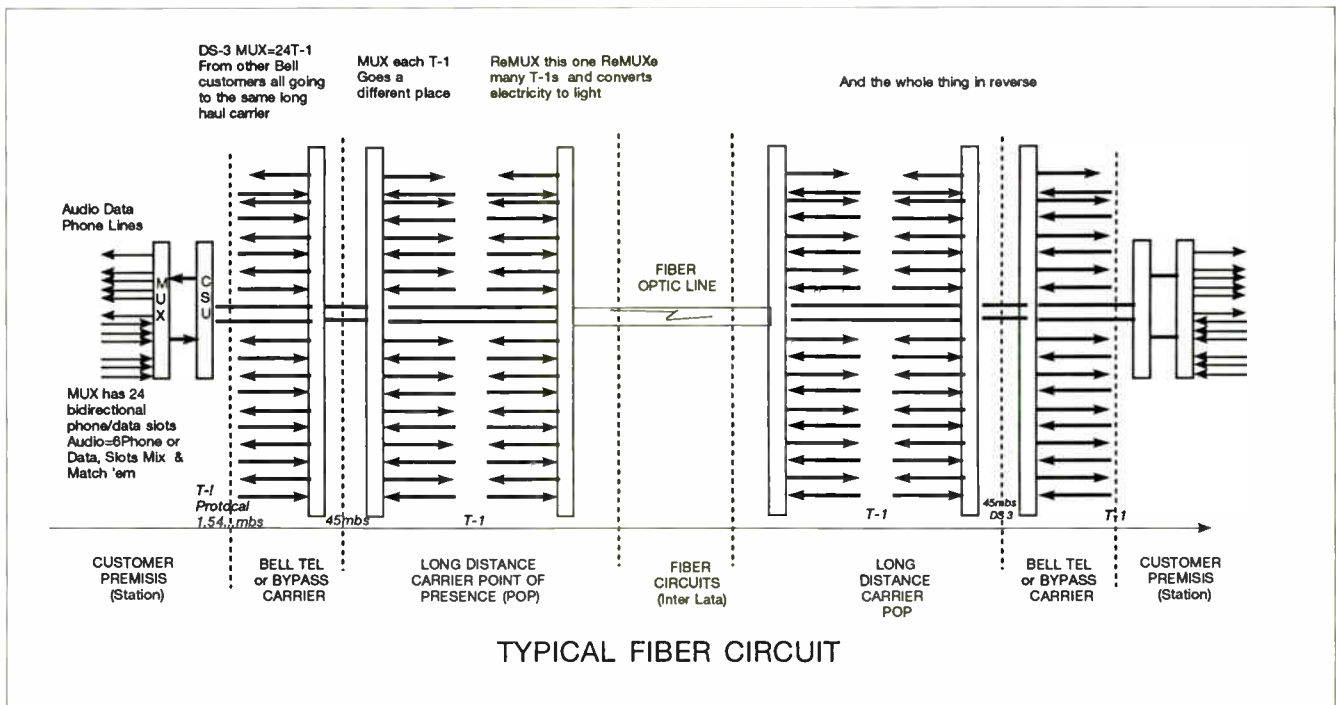 DS-3 MUX=24T-1
From other Bell
customers all going
to the same long
haul carrier
MUX each T-1
Goes a
different place
ReMUX this one ReMUXe
many T-1s and converts
electricity to light
And the whole thing in reverse
Audio Data
Phone Lines
MUX
CSU
FIBER
OPTIC LINE
MUX has 24
bidirectional
phone/data slots
Audio=6Phone or
Data, Slots Mix &
Match 'em
T-!
Protocal
1.54...mbs
45mbs
T-1
T-1
45mbs
DS3
T-1
CUSTOMER
PREMISIS
(Station)
BELL TEL
or BYPASS
CARRIER
LONG DISTANCE
CARRIER POINT OF
PRESENCE (POP)
FIBER
CIRCUITS
(Inter Lata)
LONG
DISTANCE
CARRIER
POP
BELL TEL
or BYPASS
CARRIER
CUSTOMER
PREMISIS
(Station)
TYPICAL FIBER CIRCUIT